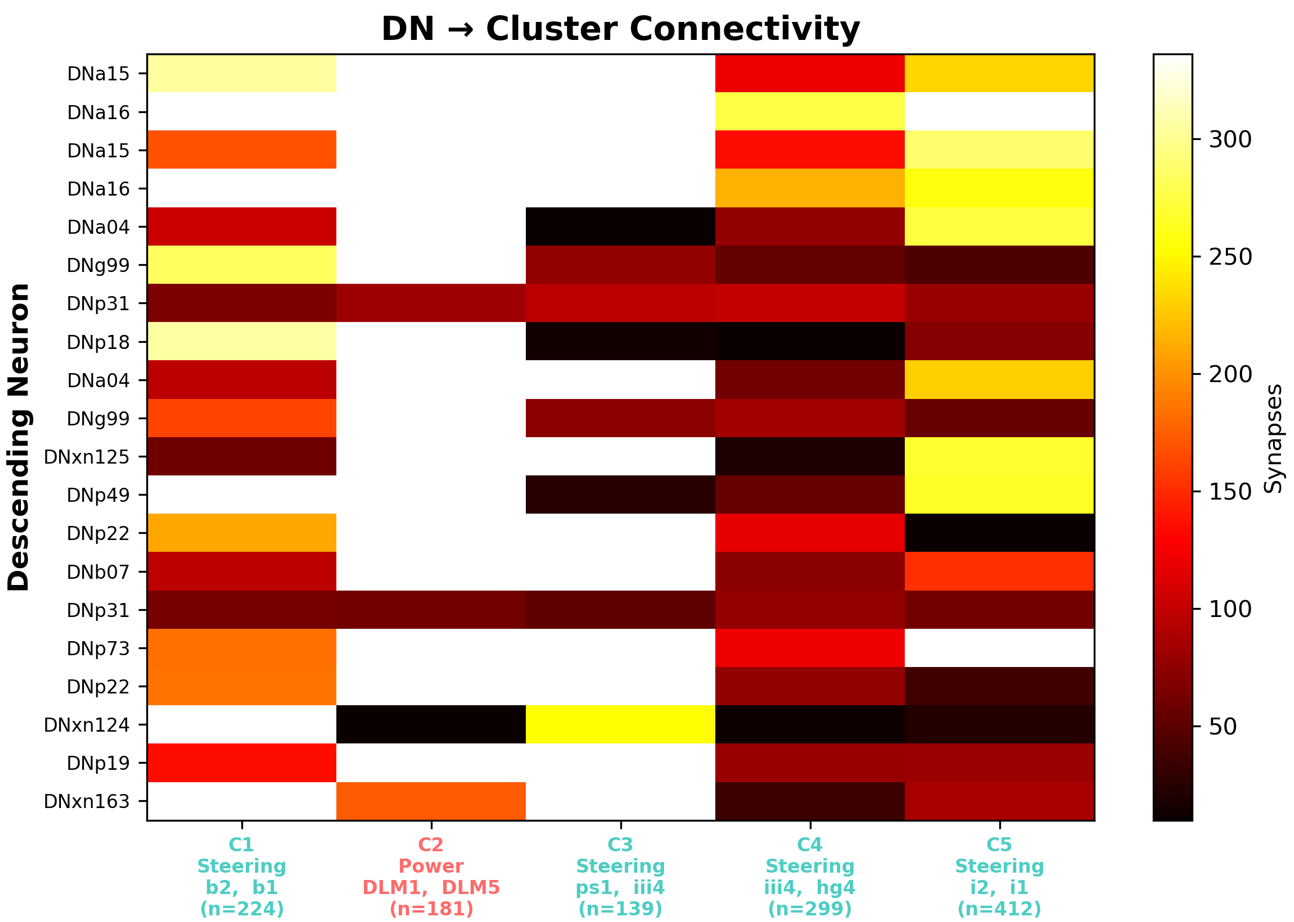 DN → Cluster Connectivity
Descending Neuron
DNa15
DNa16
DNa15
DNa16
DNa04
DNg99
DNp31
DNp18
DNa04
DNg99
DNxn125
DNp49
DNp22
DNb07
DNp31
DNp73
DNp22
DNxn124
DNp19
DNxn163
C1
Steering
b2, b1
(n=224)
C2
Power
DLM1, DLM5
(n=181)
C3
Steering
ps1, iii4
(n=139)
C4
Steering
iii4, hg4
(n=299)
C5
Steering
i2, i1
(n=412)
300
250
200
150
100
50
Synapses